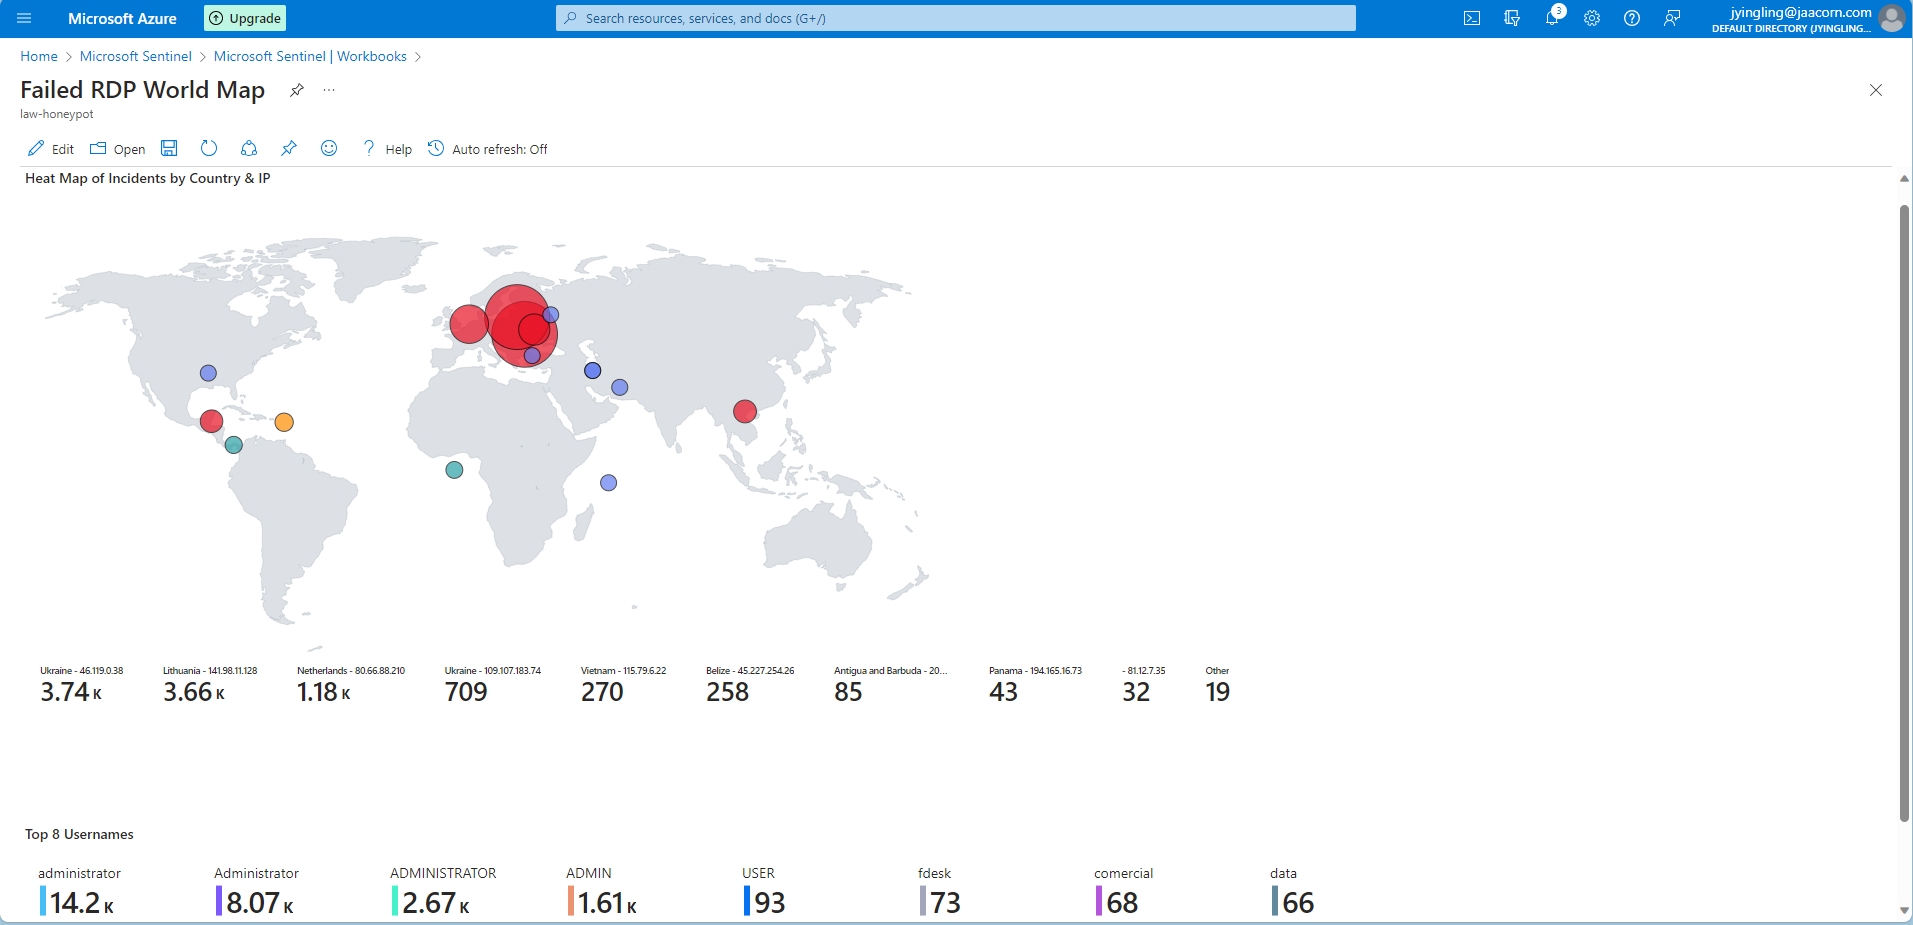 Microsoft Azure
Upgrade
Search resources, services, and docs (G+/)
3
jyingling@jaacorn.com
DEFAULT DIRECTORY (JYINGLING...
Home > Microsoft Sentinel > Microsoft Sentinel | Workbooks >
Failed RDP World Map
...
law-honeypot
Edit Open ? Help Auto refresh: Off
Heat Map of Incidents by Country & IP
Ukraine - 46.119.0.38 Lithuania - 141.98.11.128 Netherlands - 80.66.88.210 Ukraine - 109.107.183.74 Vietnam - 115.79.6.22 Belize - 45.227.254.26 Antigua and Barbuda - 20... Panama - 194.165.16.73 - 81.12.7.35 Other
3.74 K 3.66 K 1.18 K 709 270 258 85 43 32 19
Top 8 Usernames
administrator Administrator ADMINISTRATOR ADMIN USER fdesk comercial data
14.2 K 8.07 K 2.67 K 1.61 K 93 73 68 66